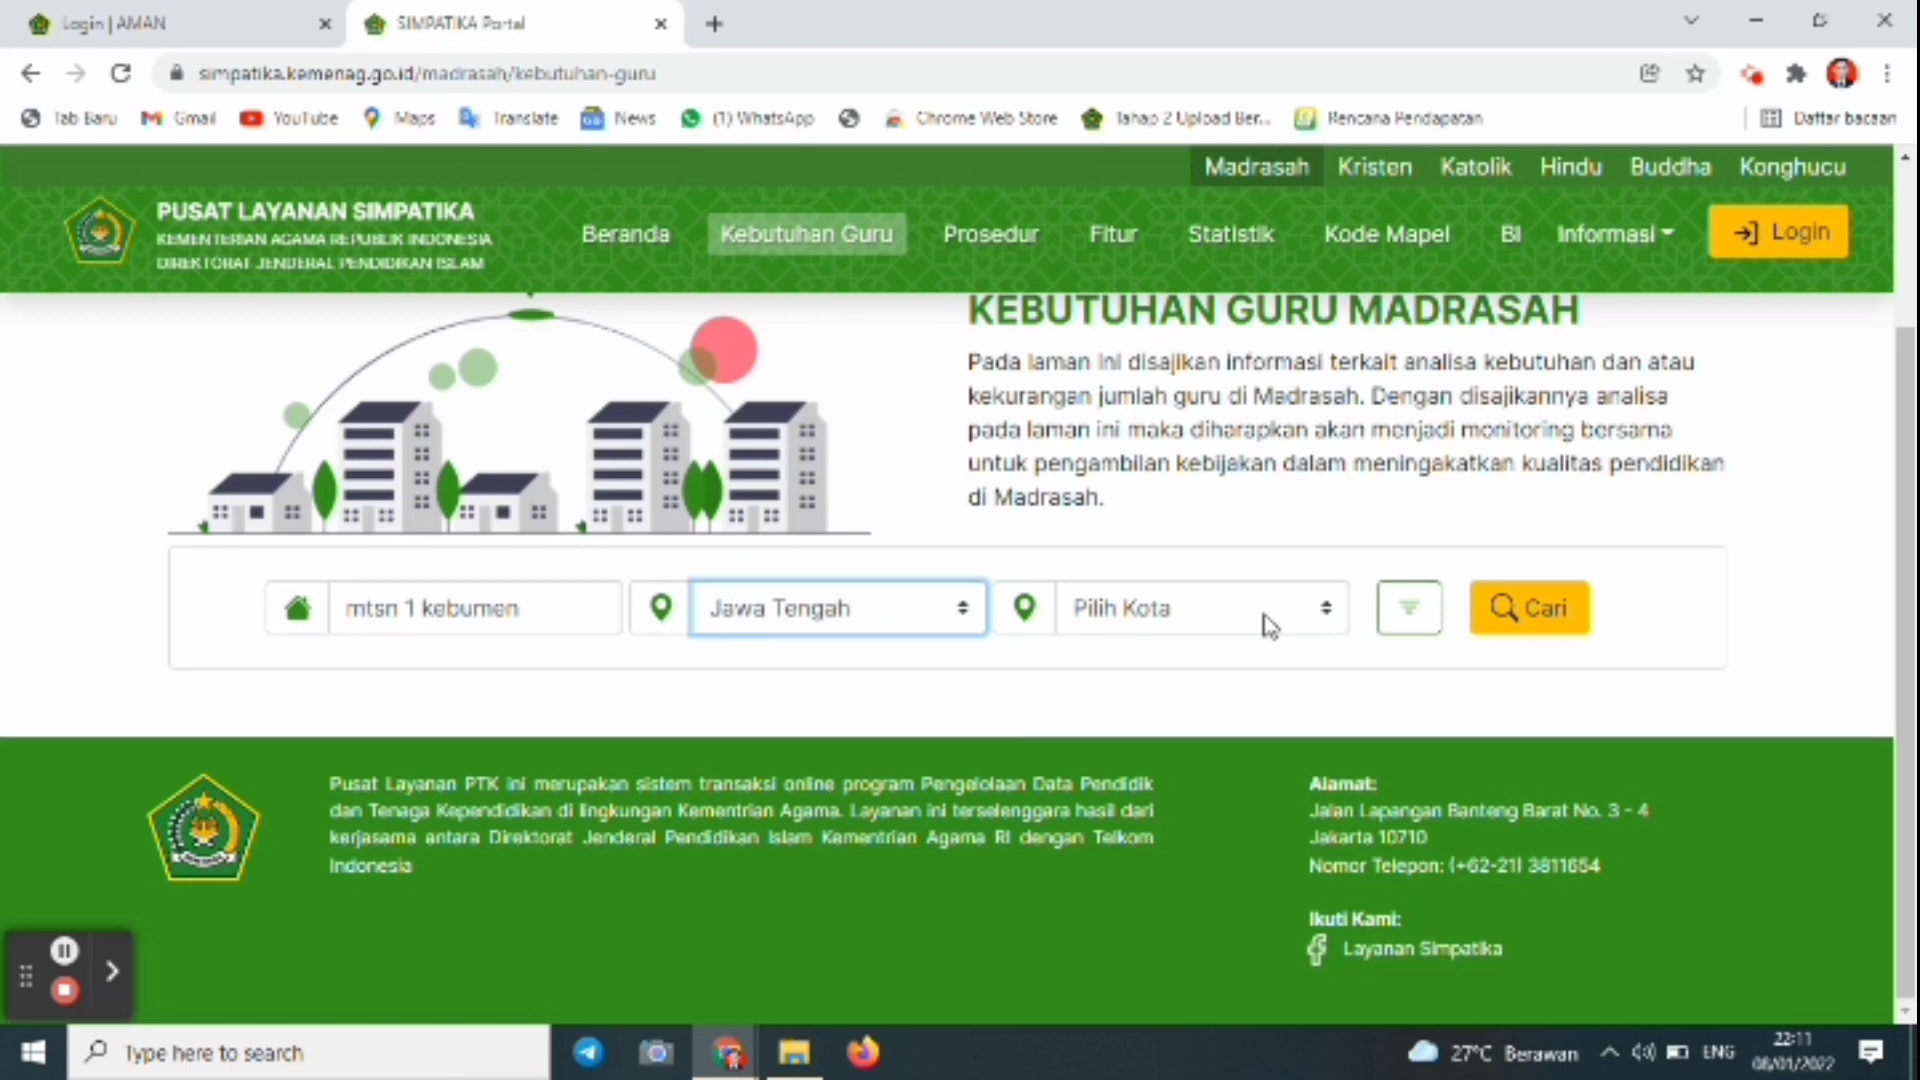 Login | AMAN
SIMPATIKA Portal
simpatika.kemenag.go.id/madrasah/kebutuhan-guru
Tab Baru
Gmail
YouTube
Maps
Translate
News
(1) WhatsApp
Chrome Web Store
Tahap 2 Upload Ber...
Rencana Pendapatan
Daftar bacaan
Madrasah
Kristen
Katolik
Hindu
Buddha
Konghucu
PUSAT LAYANAN SIMPATIKA
KEMENTERIAN AGAMA REPUBLIK INDONESIA
DIREKTORAT JENDERAL PENDIDIKAN ISLAM
Beranda
Kebutuhan Guru
Prosedur
Fitur
Statistik
Kode Mapel
BI
Informasi
Login
KEBUTUHAN GURU MADRASAH
Pada laman ini disajikan informasi terkait analisa kebutuhan dan atau
kekurangan jumlah guru di Madrasah. Dengan disajikannya analisa
pada laman ini maka diharapkan akan menjadi monitoring bersama
untuk pengambilan kebijakan dalam meningakatkan kualitas pendidikan
di Madrasah.
mtsn 1 kebumen
Jawa Tengah
Pilih Kota
Cari
Pusat Layanan PTK ini merupakan sistem transaksi online program Pengelolaan Data Pendidik
dan Tenaga Kependidikan di lingkungan Kementrian Agama. Layanan ini terselenggara hasil dari
kerjasama antara Direktorat Jenderal Pendidikan Islam Kementrian Agama RI dengan Telkom
Indonesia
Alamat:
Jalan Lapangan Banteng Barat No. 3 - 4
Jakarta 10710
Nomor Telepon: (+62-21) 3811654
Ikuti Kami:
Layanan Simpatika
Type here to search
27°C Berawan
ENG
22:11
08/01/2022